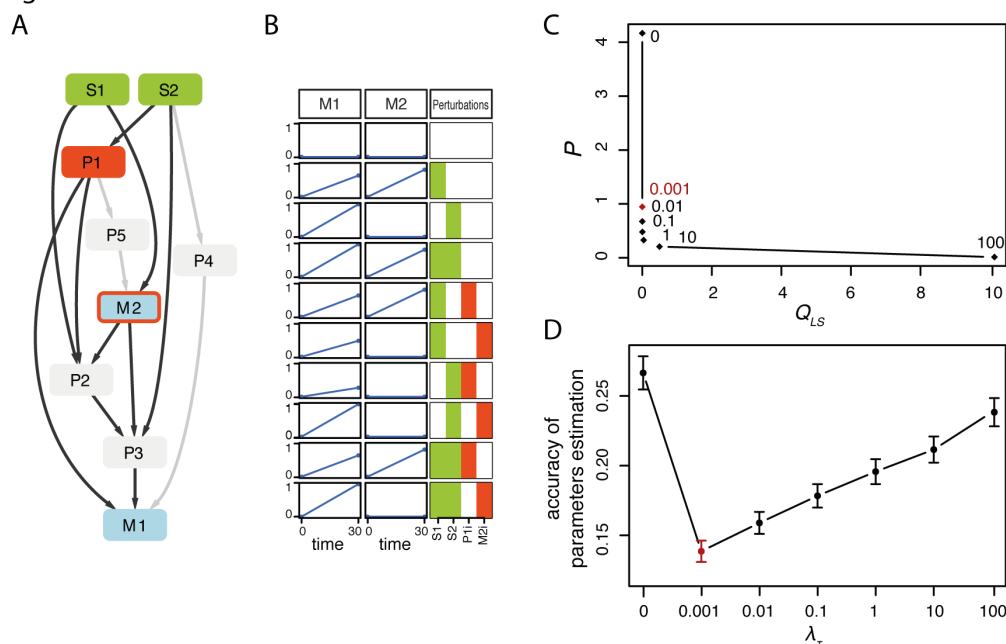 A
S1 S2
P1
P5
P4
M2
P2
P3
M1
B
M1 M2 Perturbations
1
0
1
0
1
0
1
0
1
0
1
0
1
0
1
0
1
0
1
0
0 30 0 30 S1 S2 P1i M2i
time time
C
P
4
3
2
1
0
0
0.001
0.01
0.1
1 10
100
0 2 4 6 8 10
Q_LS
D
accuracy of
parameters estimation
0.25
0.20
0.15
0 0.001 0.01 0.1 1 10 100
λ